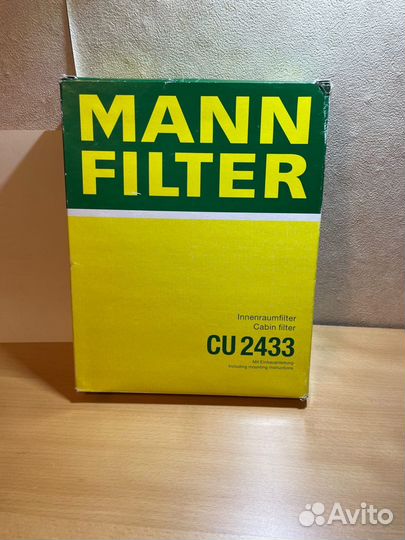 MANN
FILTER
Innenraumfilter
Cabin filter
CU 2433
Mit Einbauanleitung
Including mounting instructions
Avito